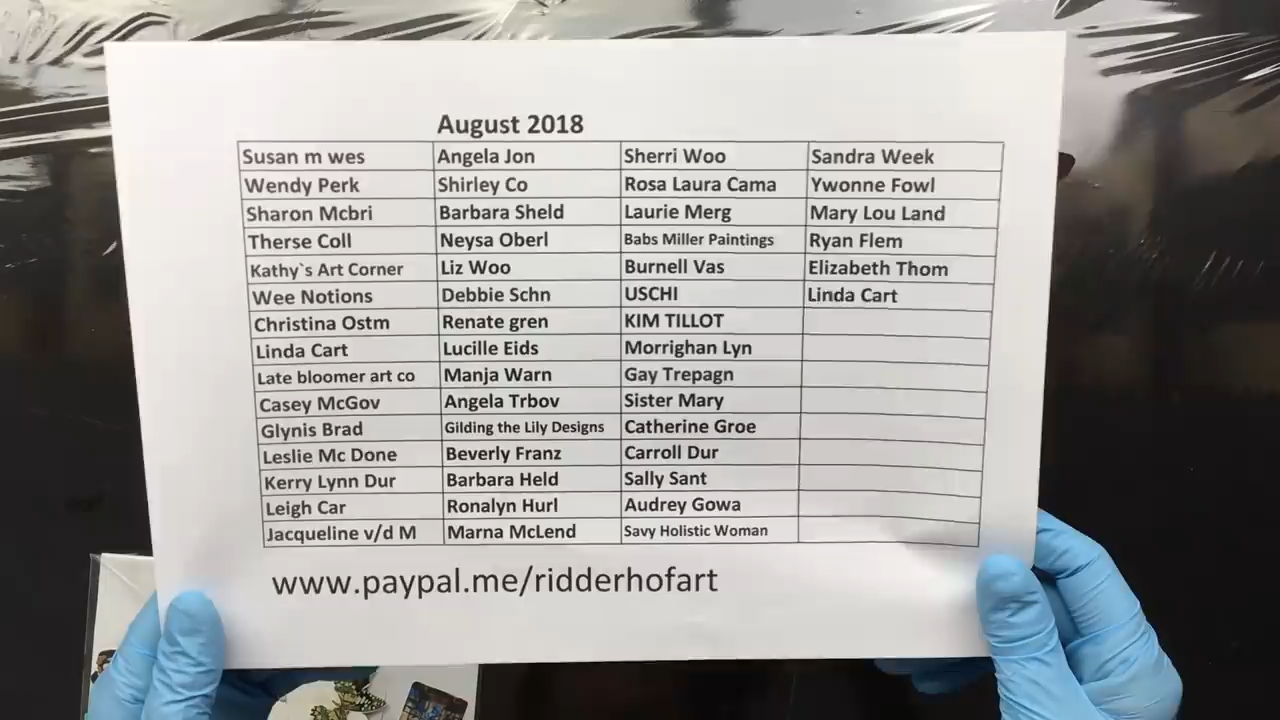 August 2018
Susan m wes Angela Jon Sherri Woo Sandra Week
Wendy Perk Shirley Co Rosa Laura Cama Ywonne Fowl
Sharon Mcbri Barbara Sheld Laurie Merg Mary Lou Land
Therse Coll Neysa Oberl Babs Miller Paintings Ryan Flem
Kathy`s Art Corner Liz Woo Burnell Vas Elizabeth Thom
Wee Notions Debbie Schn USCHI Linda Cart
Christina Ostm Renate gren KIM TILLOT
Linda Cart Lucille Eids Morrighan Lyn
Late bloomer art co Manja Warn Gay Trepagn
Casey McGov Angela Trbov Sister Mary
Glynis Brad Gilding the Lily Designs Catherine Groe
Leslie Mc Done Beverly Franz Carroll Dur
Kerry Lynn Dur Barbara Held Sally Sant
Leigh Car Ronalyn Hurl Audrey Gowa
Jacqueline v/d M Marna McLend Savy Holistic Woman
www.paypal.me/ridderhofart